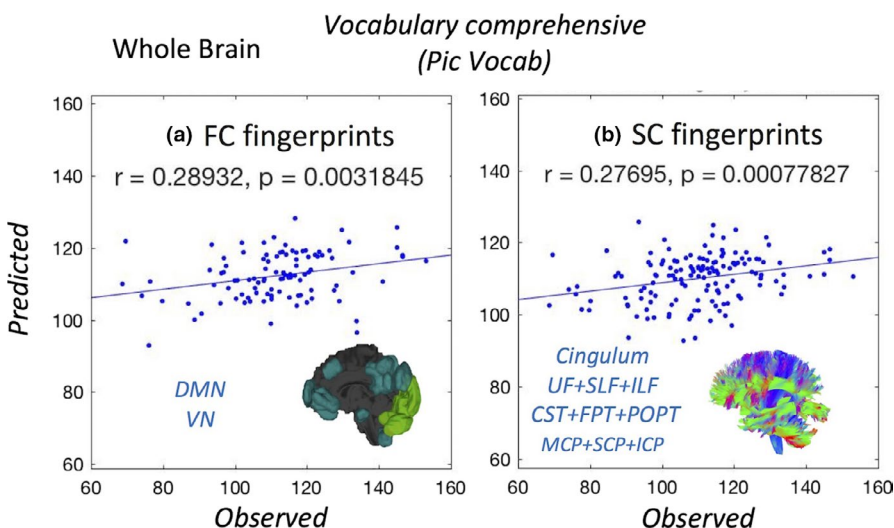 Whole Brain
Vocabulary comprehensive
(Pic Vocab)
Predicted
160
140
120
100
80
60
(a) FC fingerprints
r = 0.28932, p = 0.0031845
DMN
VN
60 80 100 120 140 160
Observed
160
140
120
100
80
60
(b) SC fingerprints
r = 0.27695, p = 0.00077827
Cingulum
UF+SLF+ILF
CST+FPT+POPT
MCP+SCP+ICP
60 80 100 120 140 160
Observed